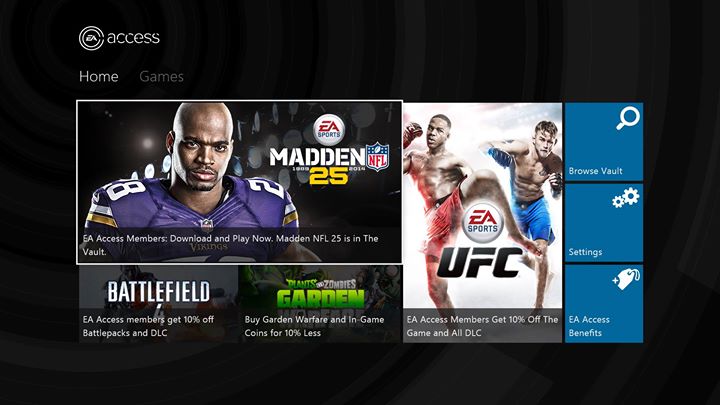 EA access
Home Games
28
EA
SPORTS
MADDEN
NFL
1989 2014
25
VIKINGS
EA Access Members: Download and Play Now. Madden NFL 25 is in The
Vault.
EA
SPORTS
UFC
EA Access Members Get 10% Off The
Game and All DLC
Browse Vault
Settings
EA Access
Benefits
BATTLEFIELD
4
EA Access members get 10% off
Battlepacks and DLC
PLANTS VS ZOMBIES
GARDEN
WARFARE
Buy Garden Warfare and In-Game
Coins for 10% Less